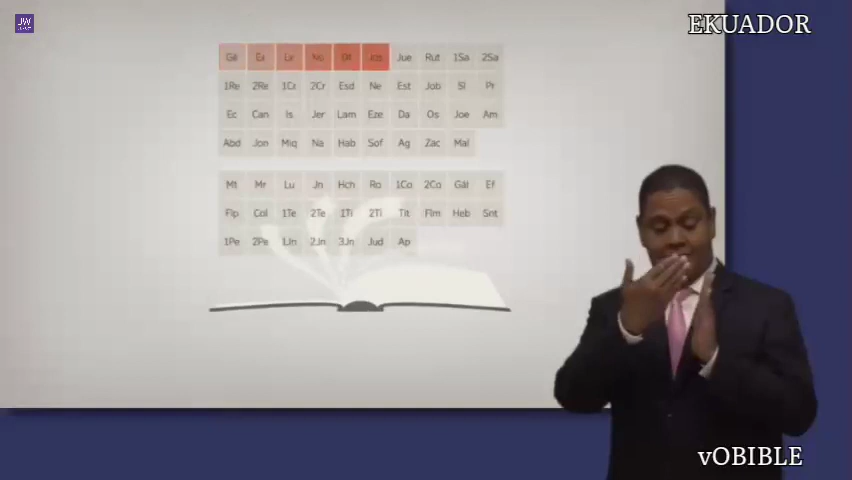 JW
EKUADOR
Gé Éx Le Nú Dt Jos Jue Rut 1Sa 2Sa
1Re 2Re 1Cr 2Cr Esd Ne Est Job Sl Pr
Ec Can Is Jer Lam Eze Da Os Joe Am
Abd Jon Miq Na Hab Sof Ag Zac Mal
Mt Mr Lu Jn Hch Ro 1Co 2Co Gál Ef
Flp Col 1Te 2Te 1Ti 2Ti Tit Flm Heb Snt
1Pe 2Pe 1Jn 2Jn 3Jn Jud Ap
vOBIBLE